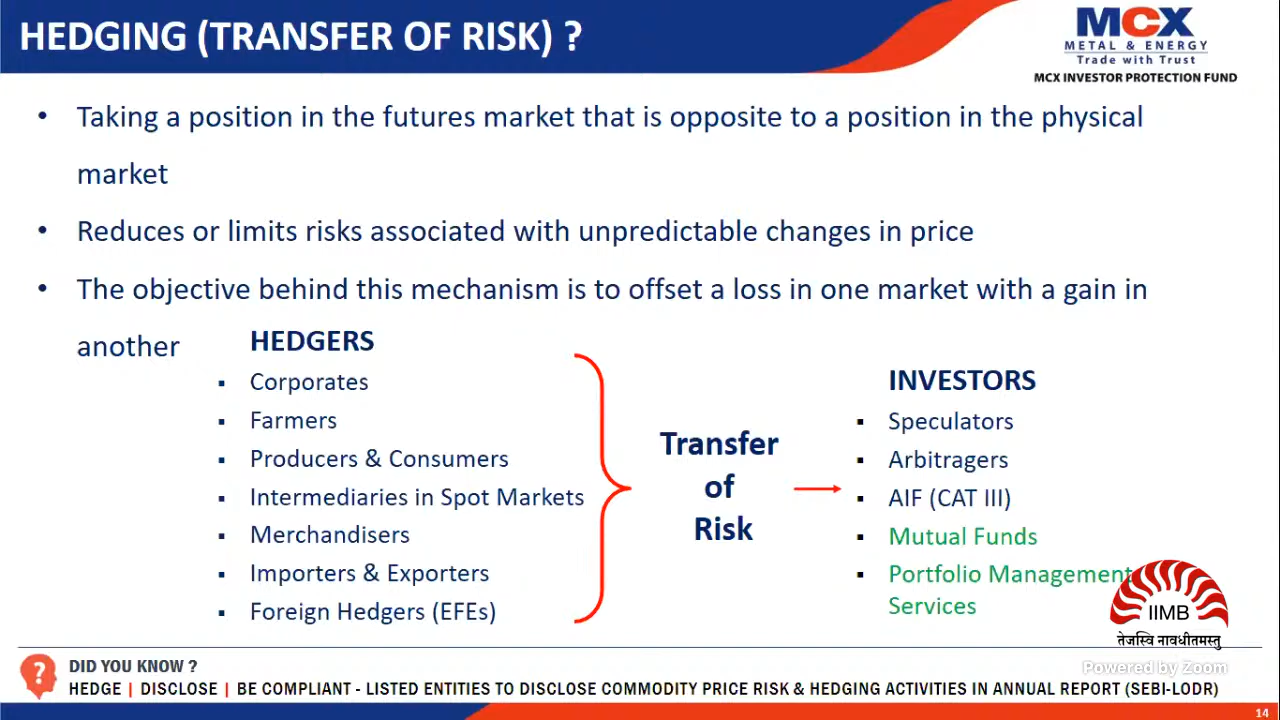 HEDGING (TRANSFER OF RISK) ?
MCX
METAL & ENERGY
Trade with Trust
MCX INVESTOR PROTECTION FUND
• Taking a position in the futures market that is opposite to a position in the physical
market
• Reduces or limits risks associated with unpredictable changes in price
• The objective behind this mechanism is to offset a loss in one market with a gain in
another
HEDGERS
▪ Corporates
▪ Farmers
▪ Producers & Consumers
▪ Intermediaries in Spot Markets
▪ Merchandisers
▪ Importers & Exporters
▪ Foreign Hedgers (EFEs)
Transfer
of
Risk
INVESTORS
▪ Speculators
▪ Arbitragers
▪ AIF (CAT III)
▪ Mutual Funds
▪ Portfolio Management
Services
IIMB
तेजस्वि नावधीतमस्तु
Powered by Zoom
?
DID YOU KNOW ?
HEDGE | DISCLOSE | BE COMPLIANT - LISTED ENTITIES TO DISCLOSE COMMODITY PRICE RISK & HEDGING ACTIVITIES IN ANNUAL REPORT (SEBI-LODR)
14